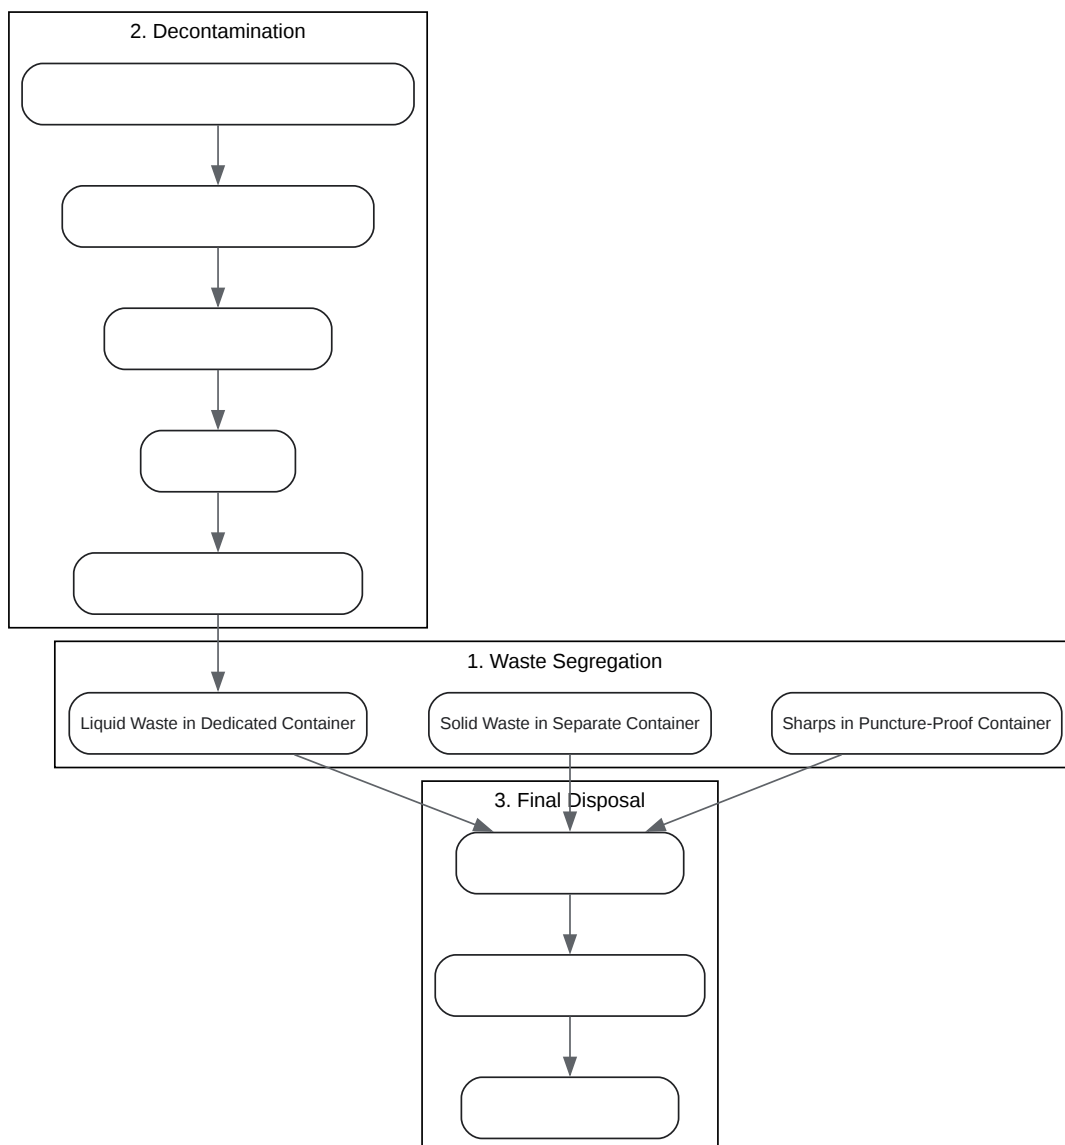 2. Decontamination
1. Waste Segregation
Liquid Waste in Dedicated Container
Solid Waste in Separate Container
Sharps in Puncture-Proof Container
3. Final Disposal